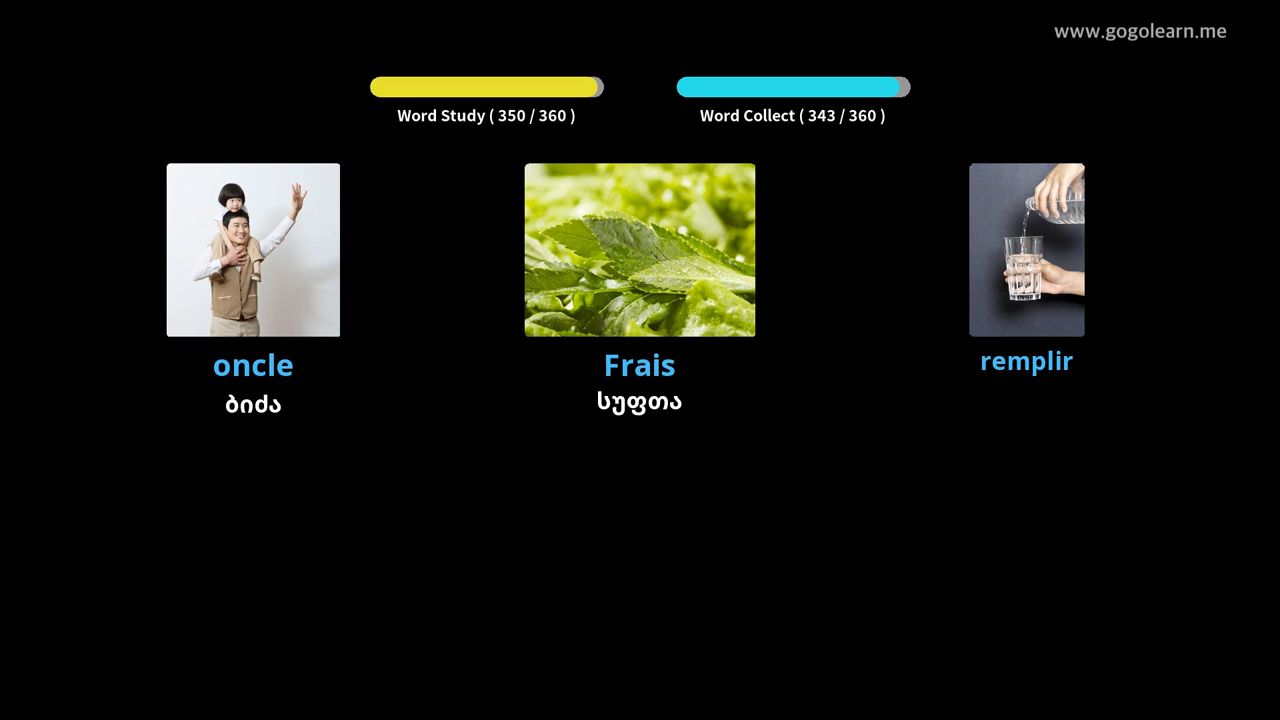 www.gogolearn.me
Word Study ( 350 / 360 )
Word Collect ( 343 / 360 )
oncle
ბიძა
Frais
სუფთა
remplir